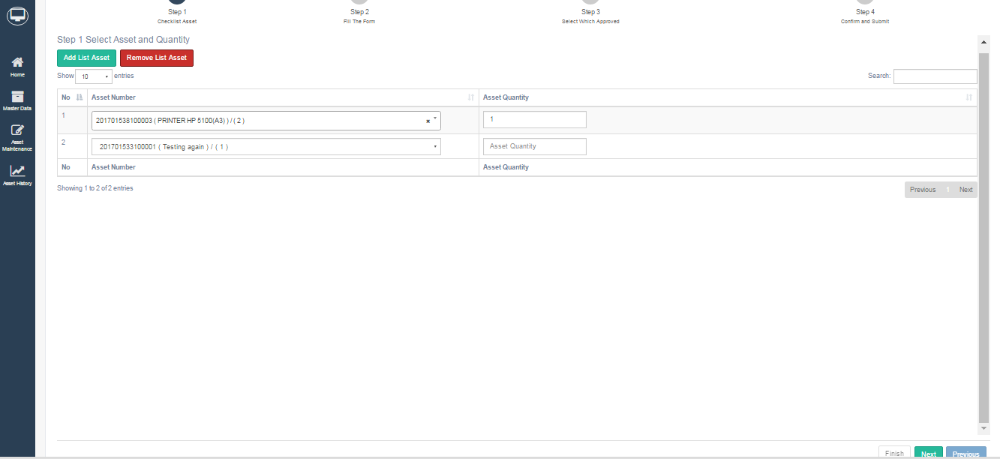 Step 1 Step 2 Step 3 Step 4
Checklist Asset Fill The Form Select Which Approved Confirm and Submit
Step 1 Select Asset and Quantity
Add List Asset Remove List Asset
Show 10 entries Search:
No Asset Number Asset Quantity
1 201701538100003 ( PRINTER HP 5100(A3) ) / ( 2 ) × 1
2 201701533100001 ( Testing again ) / ( 1 ) Asset Quantity
No Asset Number Asset Quantity
Showing 1 to 2 of 2 entries Previous 1 Next
Home
Master Data
Asset
Maintenance
Asset History
Finish Next Previous